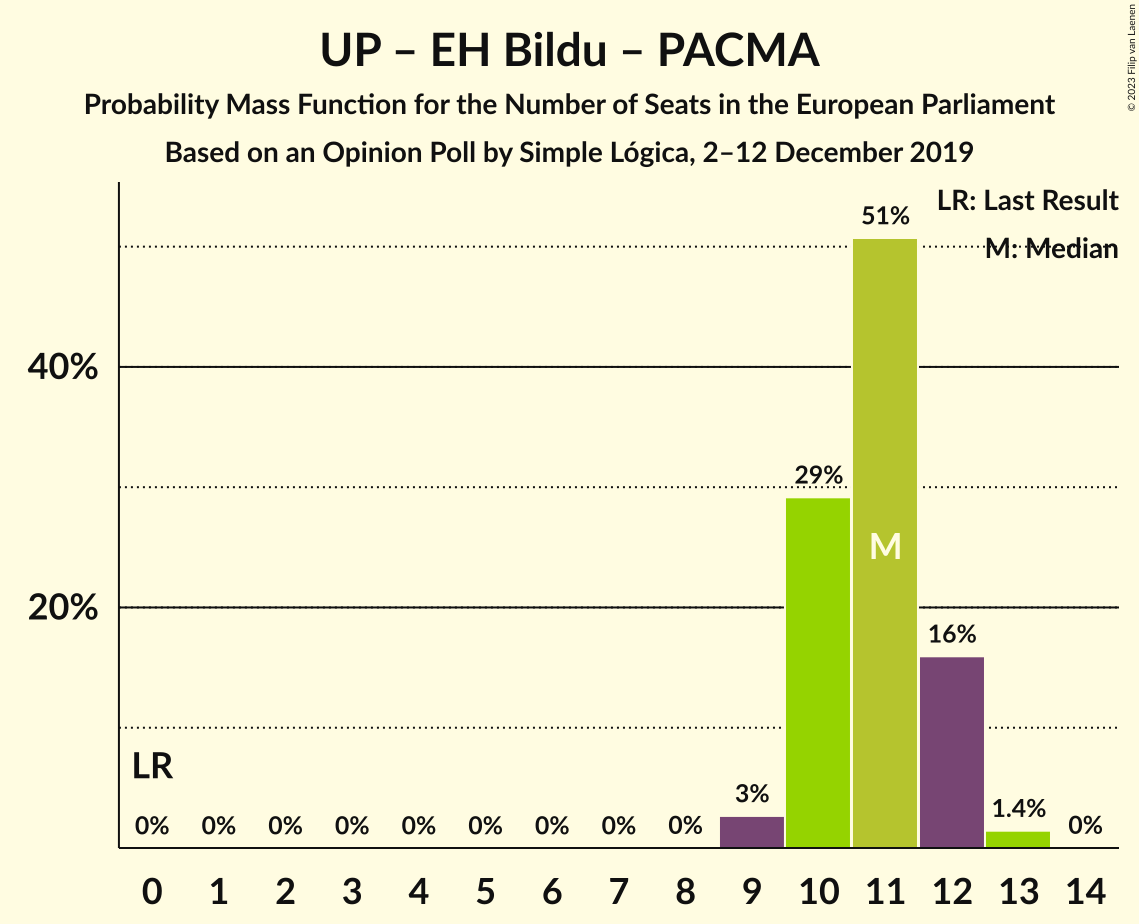 UP – EH Bildu – PACMA
Probability Mass Function for the Number of Seats in the European Parliament
Based on an Opinion Poll by Simple Lógica, 2–12 December 2019
© 2023 Filip van Laenen
LR: Last Result
M: Median
51%
40%
29%
M
20%
16%
LR
3%
1.4%
0% 0% 0% 0% 0% 0% 0% 0% 0% 0%
0 1 2 3 4 5 6 7 8 9 10 11 12 13 14